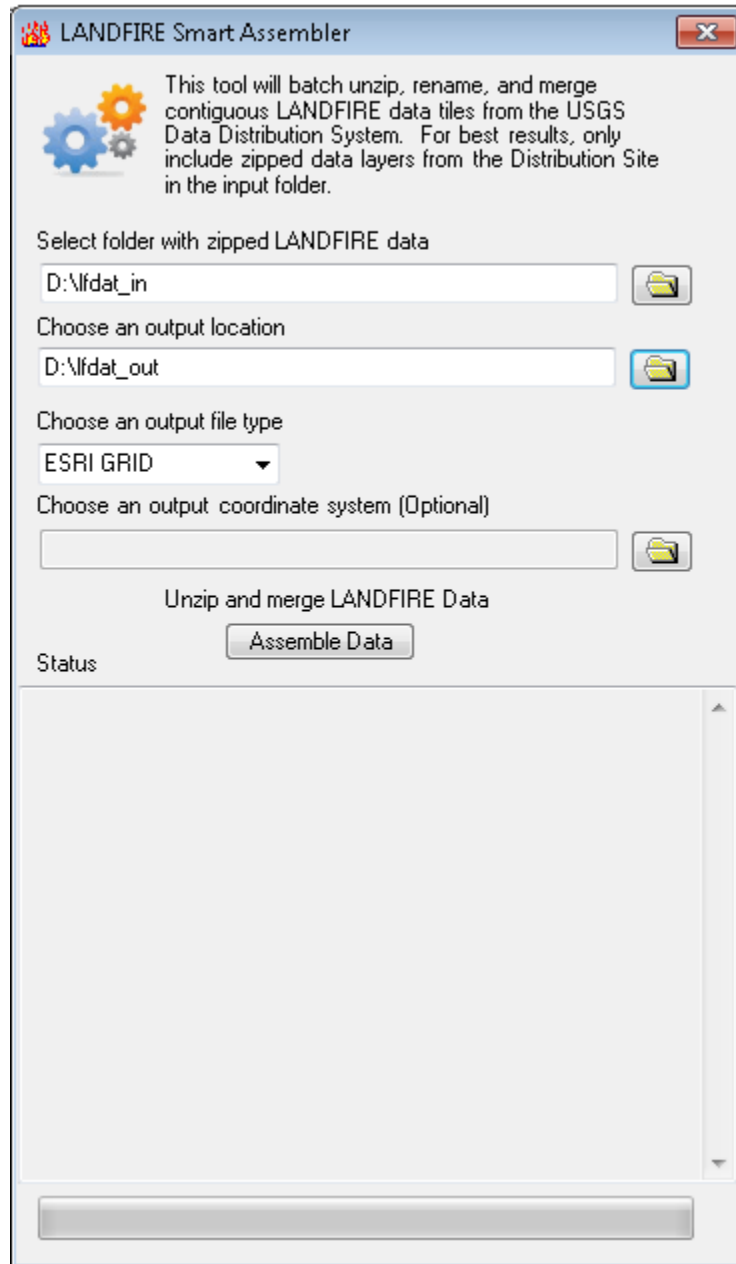 LANDFIRE Smart Assembler
This tool will batch unzip, rename, and merge
contiguous LANDFIRE data tiles from the USGS
Data Distribution System. For best results, only
include zipped data layers from the Distribution Site
in the input folder.
Select folder with zipped LANDFIRE data
D:\lfdat_in
Choose an output location
D:\lfdat_out
Choose an output file type
ESRI GRID
Choose an output coordinate system (Optional)
Unzip and merge LANDFIRE Data
Assemble Data
Status